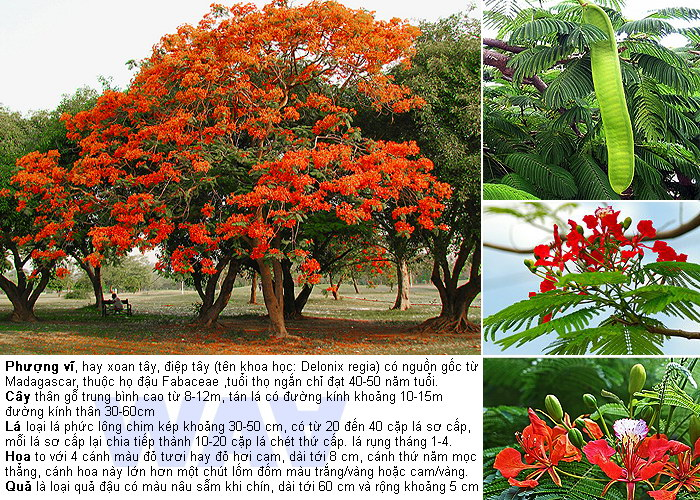 Phượng vĩ, hay xoan tây, điệp tây (tên khoa học: Delonix regia) có nguồn gốc từ
Madagascar, thuộc họ đậu Fabaceae ,tuổi thọ ngắn chỉ đạt 40-50 năm tuổi.
Cây thân gổ trung bình cao từ 8-12m, tán lá có đường kính khoảng 10-15m
đường kính thân 30-60cm
Lá loại lá phức lông chim kép khoảng 30-50 cm, có từ 20 đến 40 cặp lá sơ cấp,
mổi lá sơ cấp lại chia tiếp thành 10-20 cặp lá chét thứ cấp. lá rụng tháng 1-4.
Hoa to với 4 cánh màu đỏ tươi hay đỏ hơi cam, dài tới 8 cm, cánh thứ năm mọc
thẳng, cánh hoa này lớn hơn một chút lốm đốm màu trắng/vàng hoặc cam/vàng.
Quả là loại quả đậu có màu nâu sẩm khi chín, dài tới 60 cm và rộng khoảng 5 cm